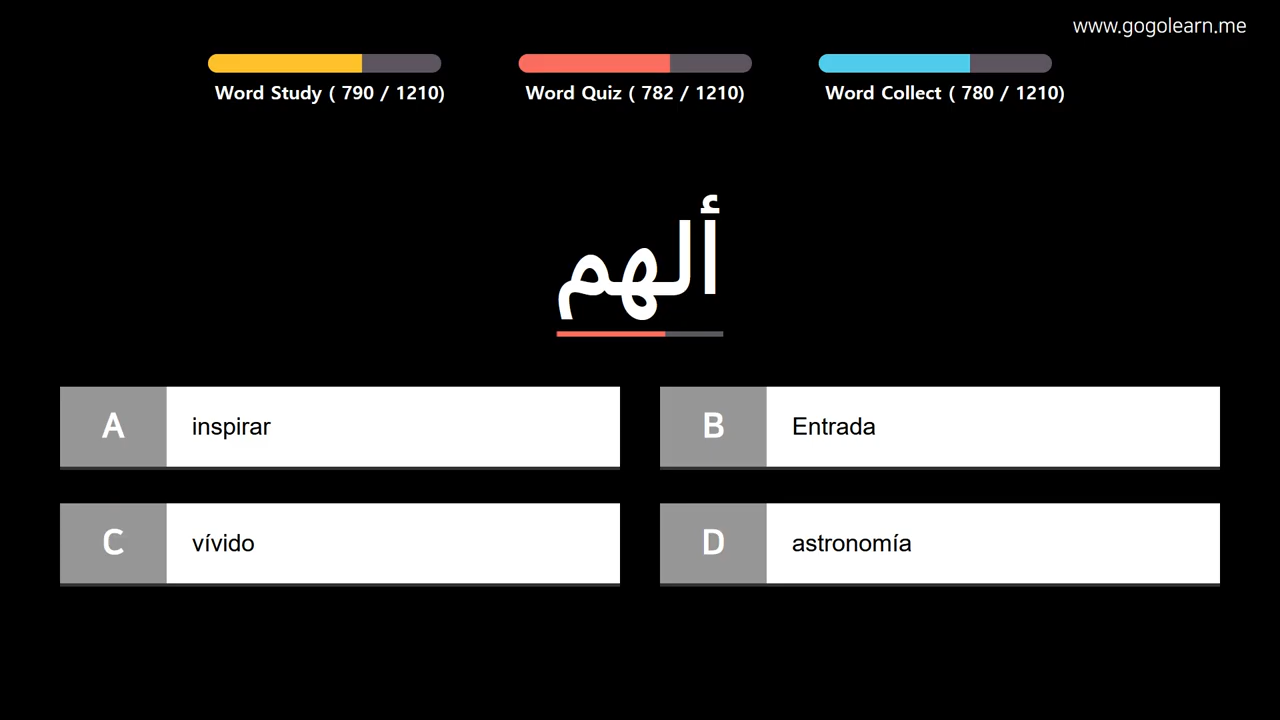 www.gogolearn.me
Word Study ( 790 / 1210)
Word Quiz ( 782 / 1210)
Word Collect ( 780 / 1210)
ألهم
A inspirar
B Entrada
C vívido
D astronomía